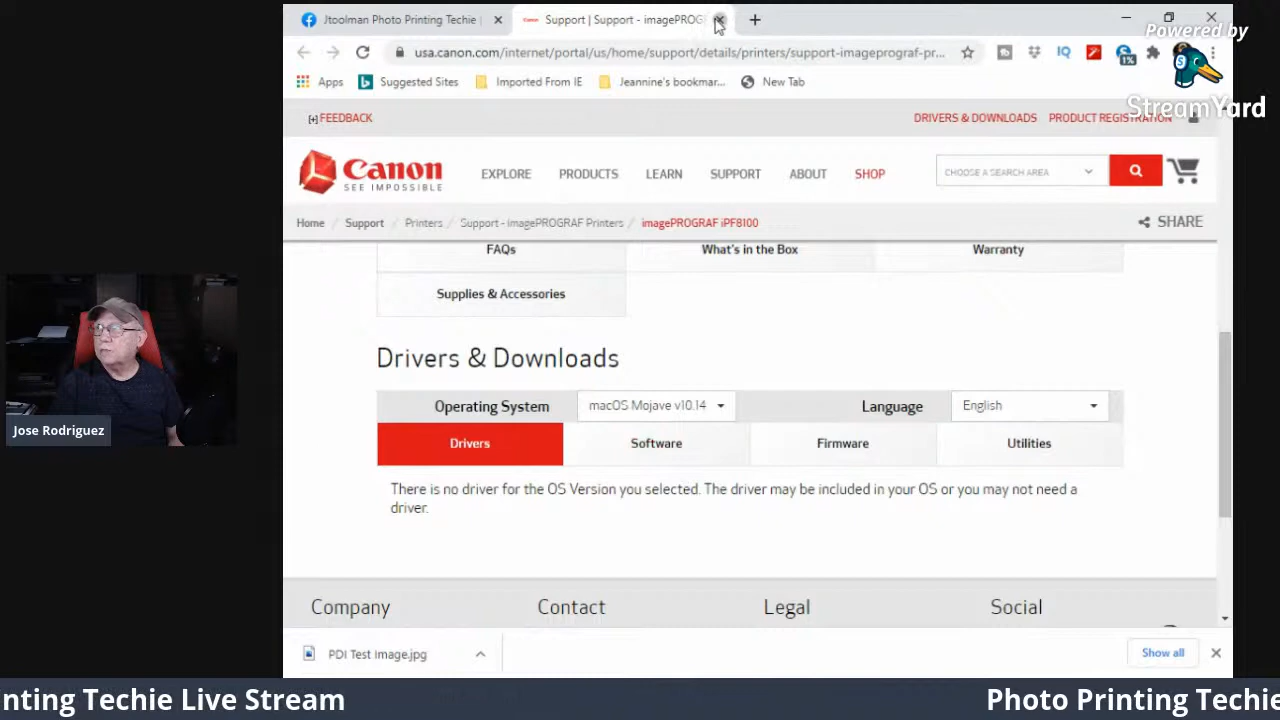 Jtoolman Photo Printing Techie
Canon Support | Support - imagePROG
Powered by
usa.canon.com/internet/portal/us/home/support/details/printers/support-imageprograf-pr...
IQ
S
1%
S
Apps Suggested Sites Imported From IE Jeannine's bookmar... New Tab
StreamYard
[+] FEEDBACK DRIVERS & DOWNLOADS PRODUCT REGISTRATION
Canon
SEE IMPOSSIBLE
EXPLORE PRODUCTS LEARN SUPPORT ABOUT SHOP
CHOOSE A SEARCH AREA
Home / Support / Printers / Support - imagePROGRAF Printers / imagePROGRAF iPF8100
SHARE
FAQs What's in the Box Warranty
Supplies & Accessories
Drivers & Downloads
Operating System macOS Mojave v10.14 Language English
Drivers Software Firmware Utilities
There is no driver for the OS Version you selected. The driver may be included in your OS or you may not need a
driver.
Jose Rodriguez
Company Contact Legal Social
PDI Test Image.jpg
Show all
nting Techie Live Stream Photo Printing Techie